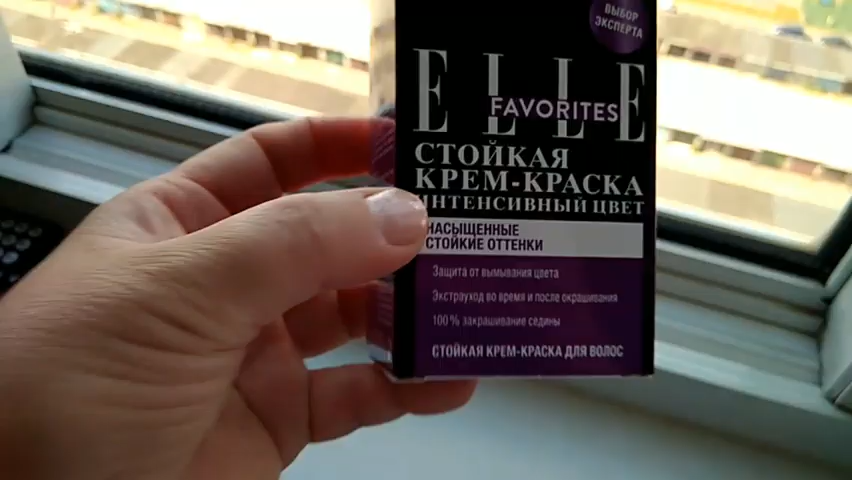 ВЫБОР
ЭКСПЕРТА
ELLE
FAVORITES
СТОЙКАЯ
КРЕМ-КРАСКА
ИНТЕНСИВНЫЙ ЦВЕТ
НАСЫЩЕННЫЕ
СТОЙКИЕ ОТТЕНКИ
Защита от вымывания цвета
Экстрауход во время и после окрашивания
100% закрашивание седины
СТОЙКАЯ КРЕМ-КРАСКА ДЛЯ ВОЛОС